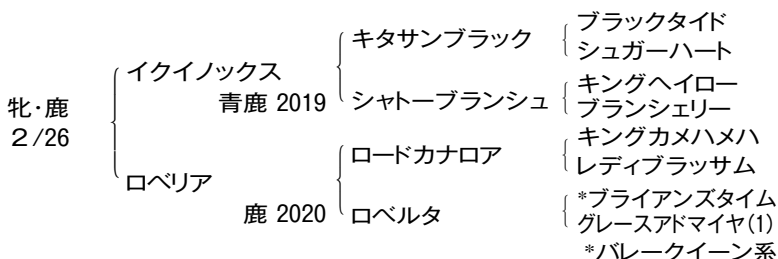 牝・鹿
2/26
イクイノックス
青鹿 2019
ロベリア
鹿 2020
キタサンブラック
シャトーブランシュ
ロードカナロア
ロベルタ
ブラックタイド
シュガーハート
キングヘイロー
ブランシェリー
キングカメハメハ
レディブラッサム
*ブライアンズタイム
グレースアドマイヤ(1)
*バレークイーン系